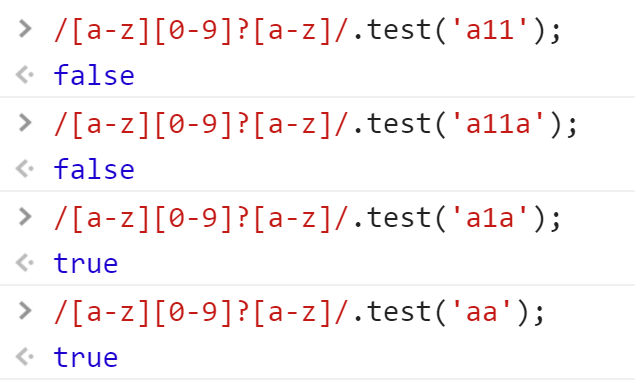 > /[a-z][0-9]?[a-z]/.test('a11');
< false
> /[a-z][0-9]?[a-z]/.test('a11a');
< false
> /[a-z][0-9]?[a-z]/.test('a1a');
< true
> /[a-z][0-9]?[a-z]/.test('aa');
< true